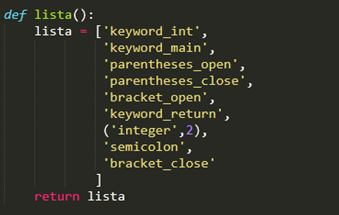 def lista():
    lista = ['keyword_int',
             'keyword_main',
             'parentheses_open',
             'parentheses_close',
             'bracket_open',
             'keyword_return',
             ('integer',2),
             'semicolon',
             'bracket_close'
            ]
    return lista